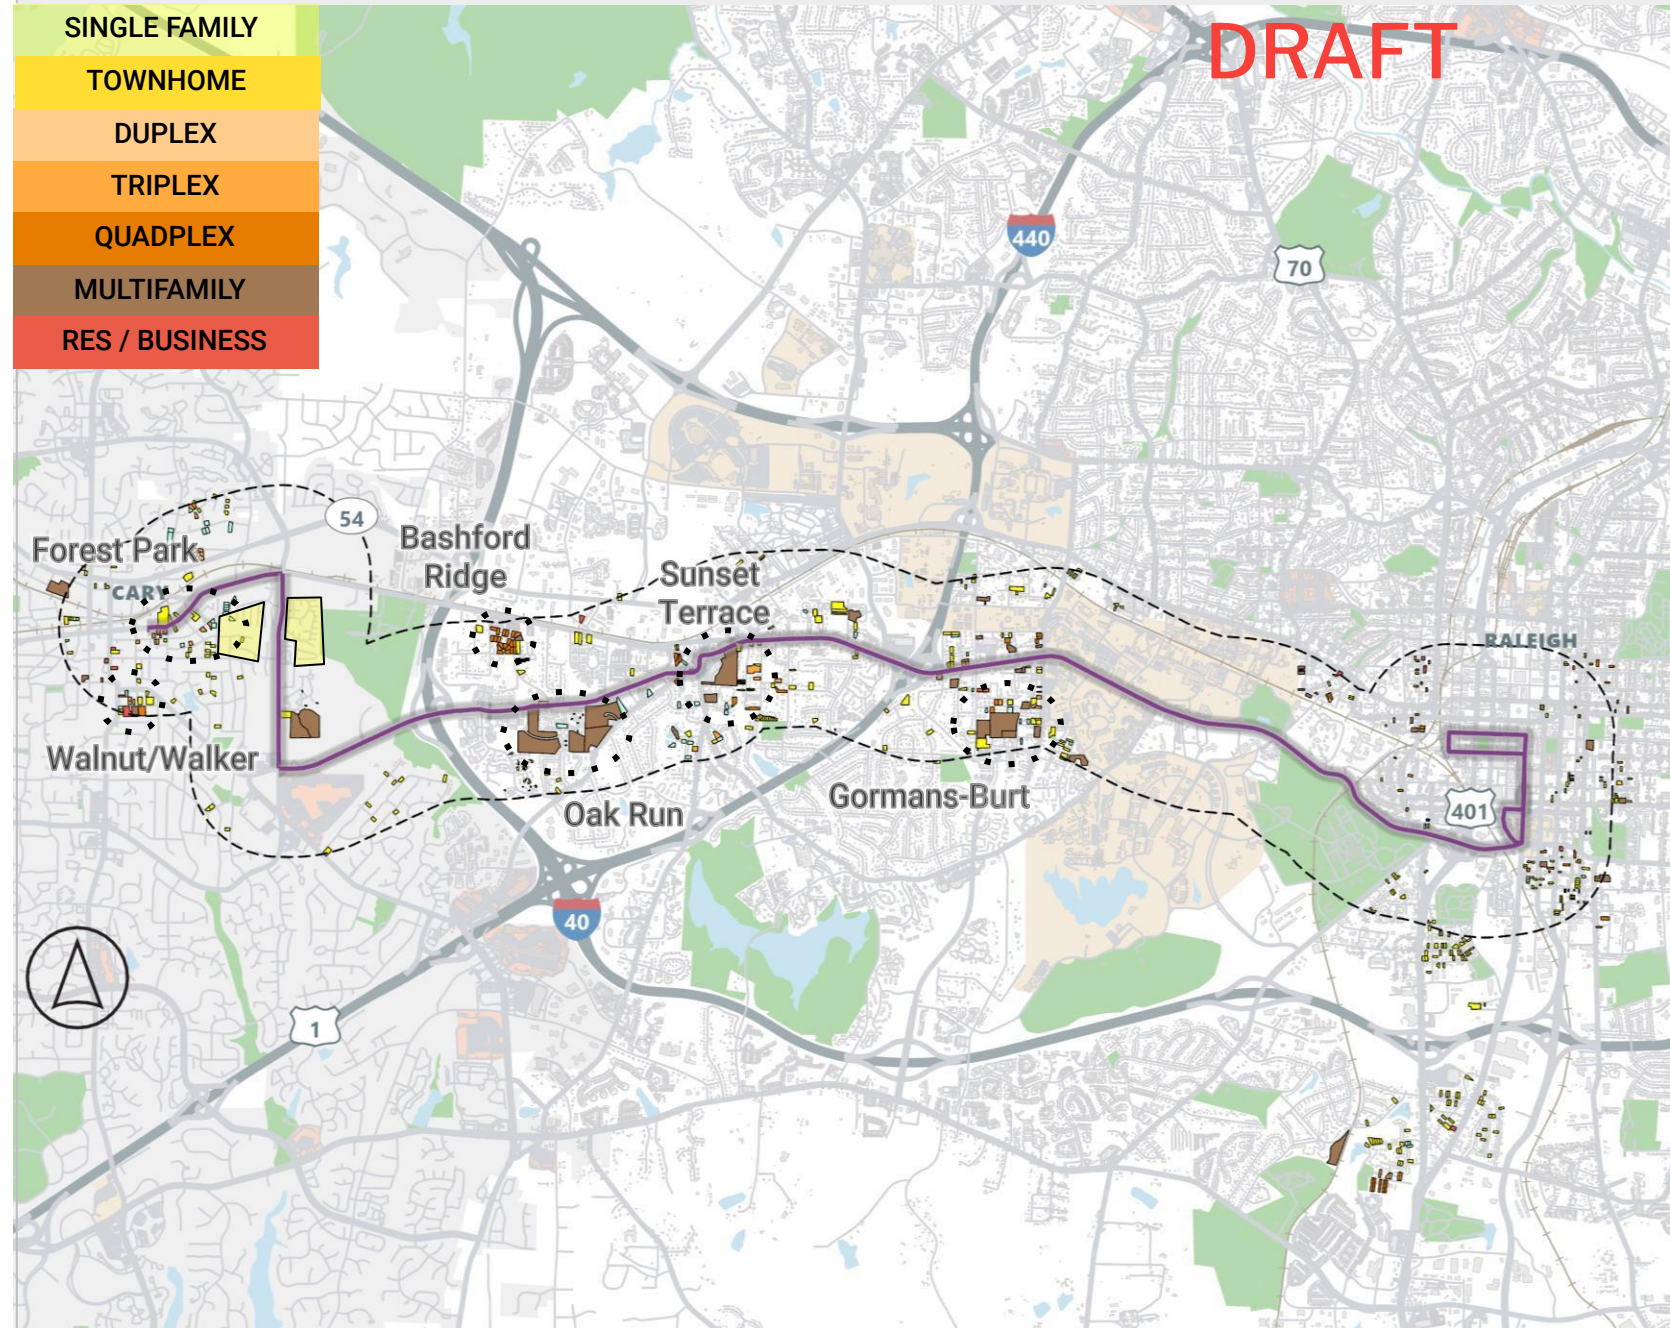 SINGLE FAMILY
TOWNHOME
DUPLEX
TRIPLEX
QUADPLEX
MULTIFAMILY
RES / BUSINESS
DRAFT
440
70
54
Forest Park
CARY
Bashford
Ridge
Sunset
Terrace
RALEIGH
Walnut/Walker
Oak Run
Gormans-Burt
401
40
1